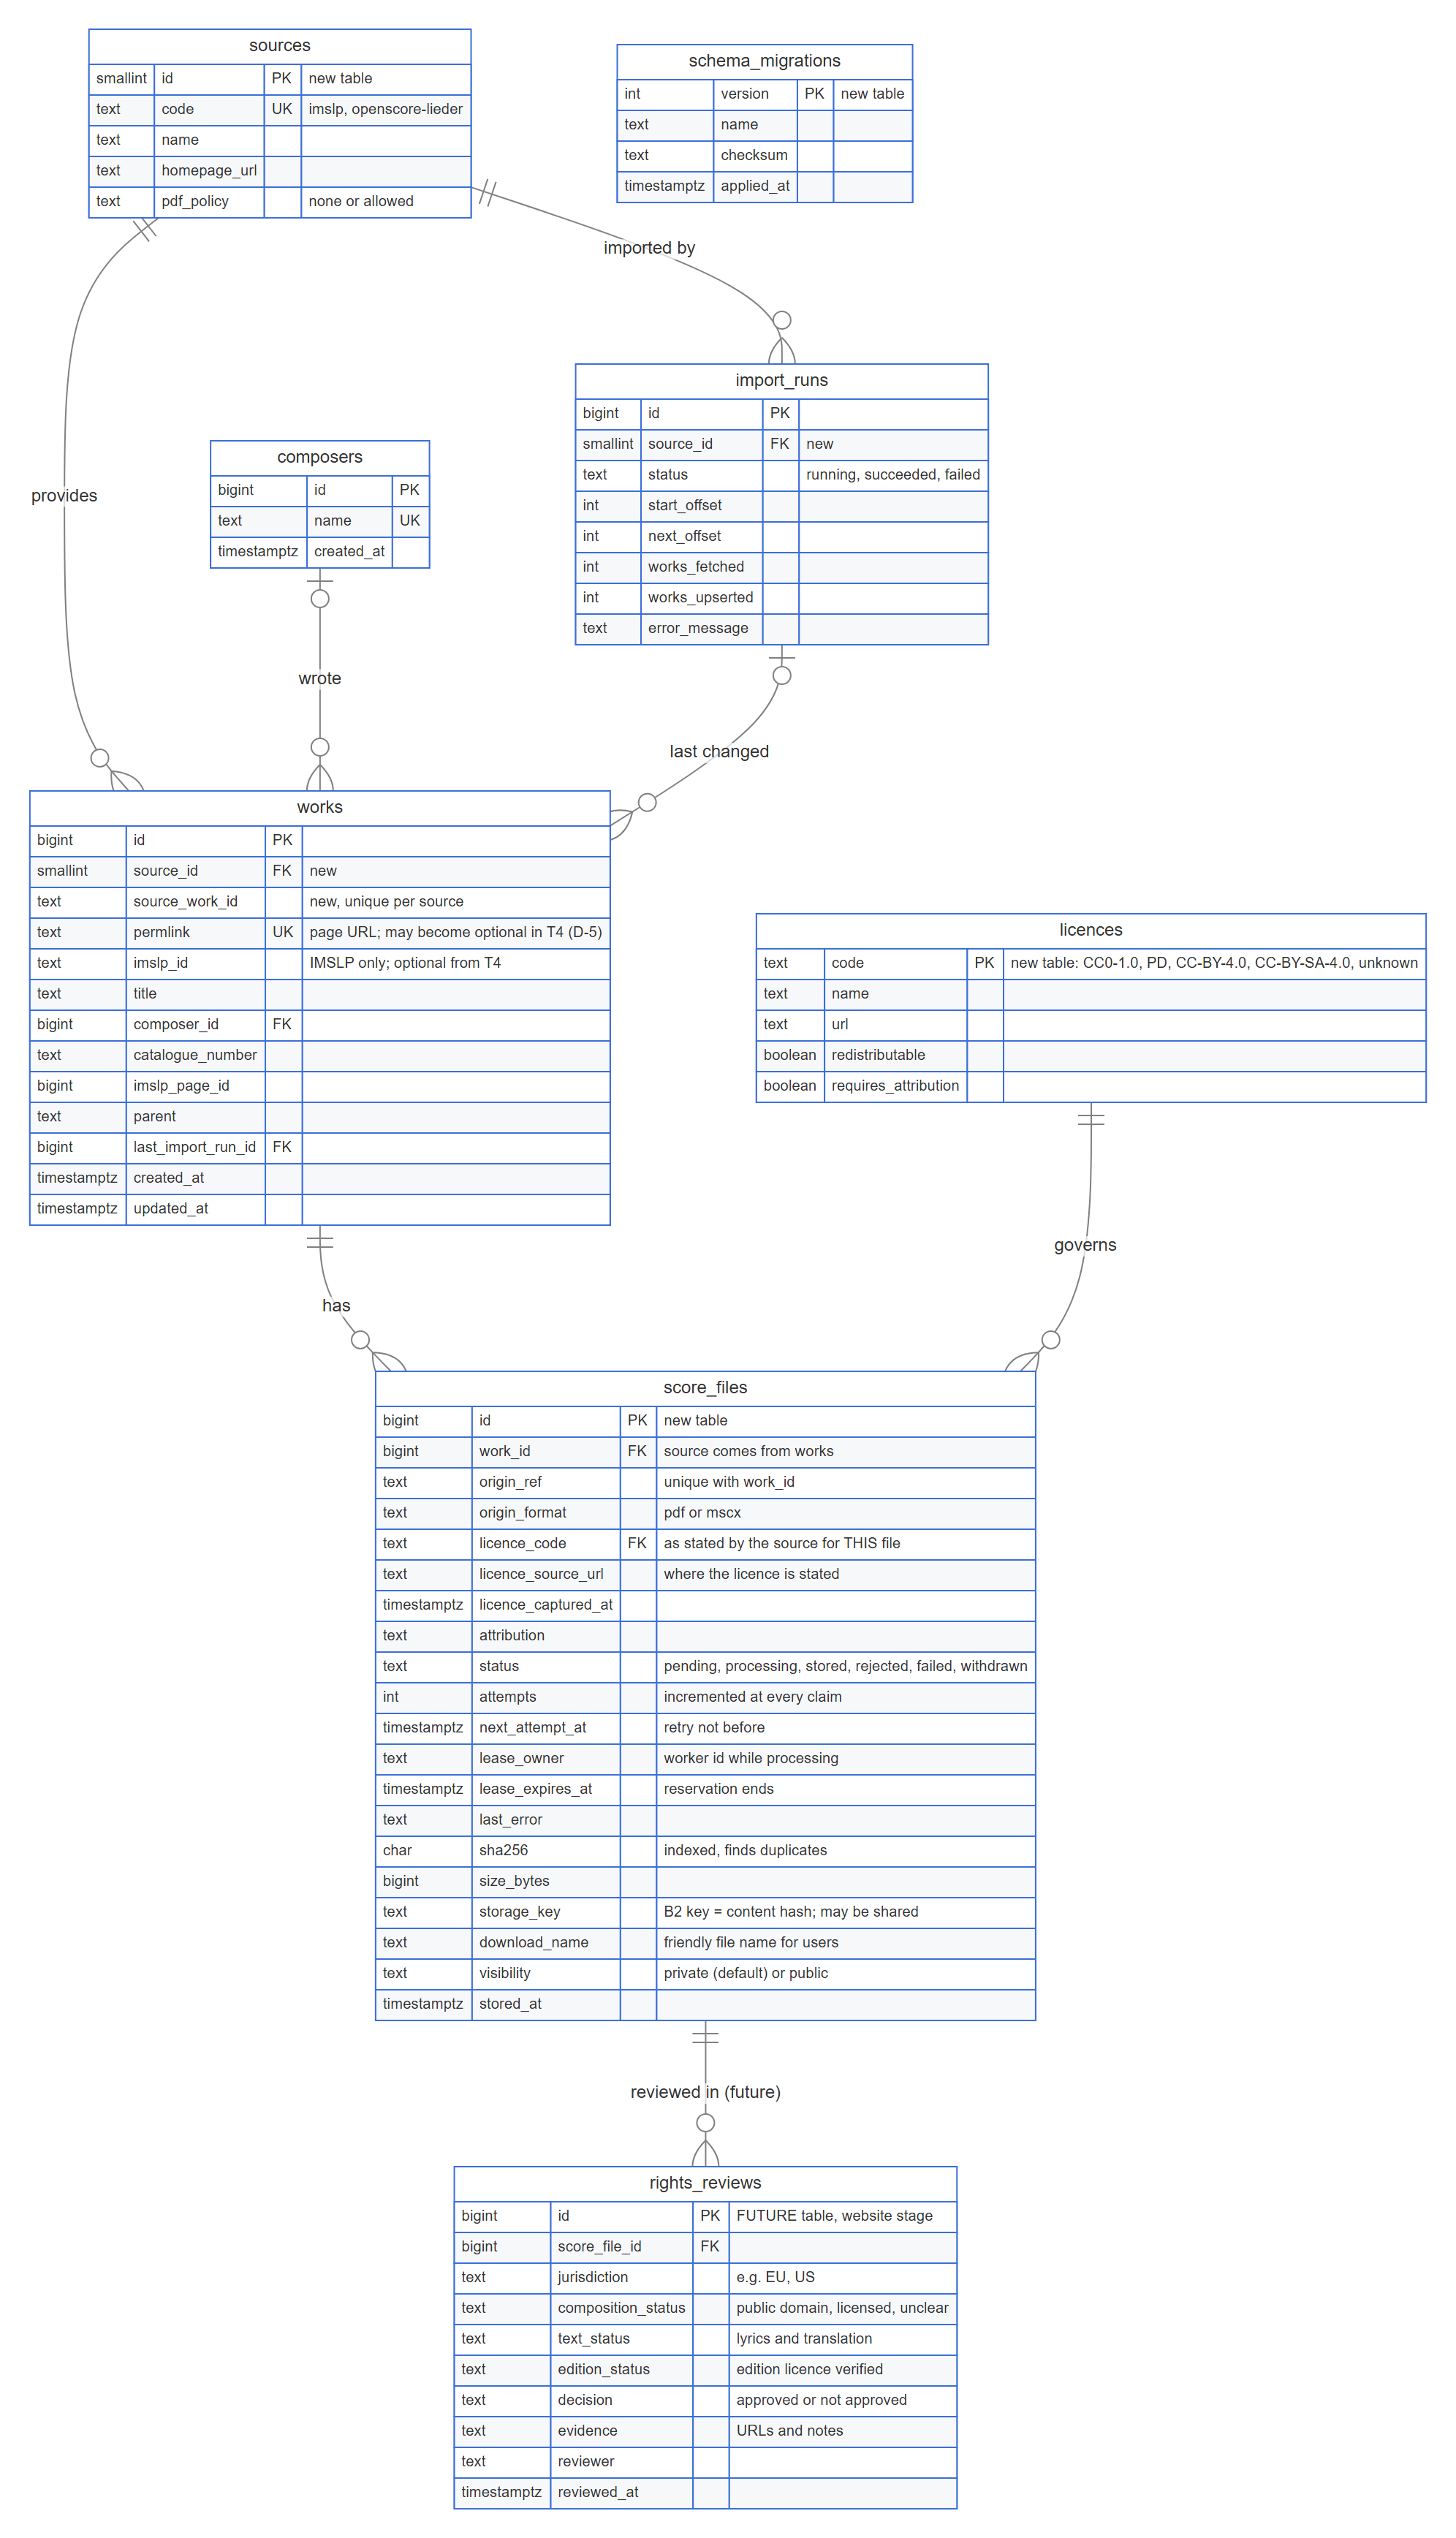 sources
smallint id PK new table
text code UK imslp, openscore-lieder
text name
text homepage_url
text pdf_policy none or allowed
schema_migrations
int version PK new table
text name
text checksum
timestamptz applied_at
imported by
import_runs
bigint id PK
smallint source_id FK new
text status running, succeeded, failed
int start_offset
int next_offset
int works_fetched
int works_upserted
text error_message
composers
bigint id PK
text name UK
timestamptz created_at
provides
wrote
last changed
works
bigint id PK
smallint source_id FK new
text source_work_id new, unique per source
text permlink UK page URL; may become optional in T4 (D-5)
text imslp_id IMSLP only; optional from T4
text title
bigint composer_id FK
text catalogue_number
bigint imslp_page_id
text parent
bigint last_import_run_id FK
timestamptz created_at
timestamptz updated_at
licences
text code PK new table: CC0-1.0, PD, CC-BY-4.0, CC-BY-SA-4.0, unknown
text name
text url
boolean redistributable
boolean requires_attribution
governs
has
score_files
bigint id PK new table
bigint work_id FK source comes from works
text origin_ref unique with work_id
text origin_format pdf or mscx
text licence_code FK as stated by the source for THIS file
text licence_source_url where the licence is stated
timestamptz licence_captured_at
text attribution
text status pending, processing, stored, rejected, failed, withdrawn
int attempts incremented at every claim
timestamptz next_attempt_at retry not before
text lease_owner worker id while processing
timestamptz lease_expires_at reservation ends
text last_error
char sha256 indexed, finds duplicates
bigint size_bytes
text storage_key B2 key = content hash; may be shared
text download_name friendly file name for users
text visibility private (default) or public
timestamptz stored_at
reviewed in (future)
rights_reviews
bigint id PK FUTURE table, website stage
bigint score_file_id FK
text jurisdiction e.g. EU, US
text composition_status public domain, licensed, unclear
text text_status lyrics and translation
text edition_status edition licence verified
text decision approved or not approved
text evidence URLs and notes
text reviewer
timestamptz reviewed_at